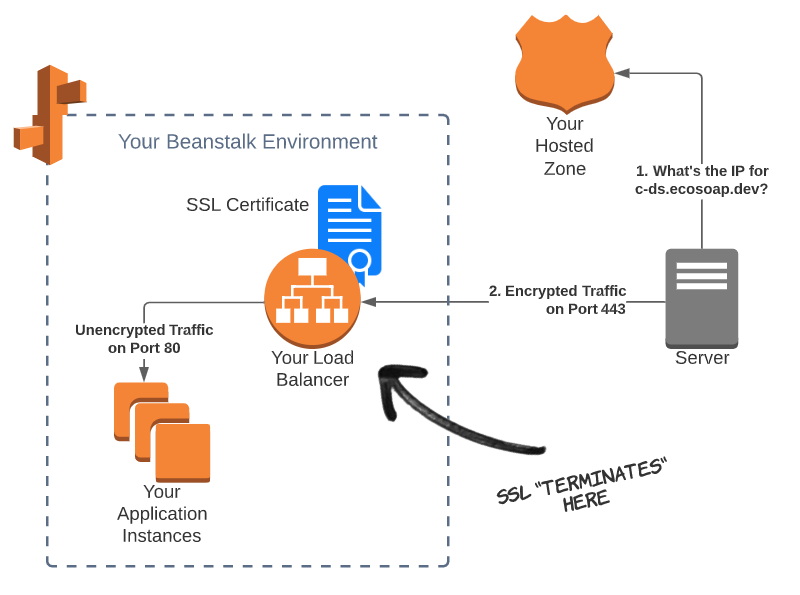 Your
Hosted
Zone
Your Beanstalk Environment
1. What's the IP for
c-ds.ecosoap.dev?
SSL Certificate
2. Encrypted Traffic
on Port 443
Unencrypted Traffic
on Port 80
Your Load
Balancer
Server
SSL "TERMINATES"
HERE
Your
Application
Instances